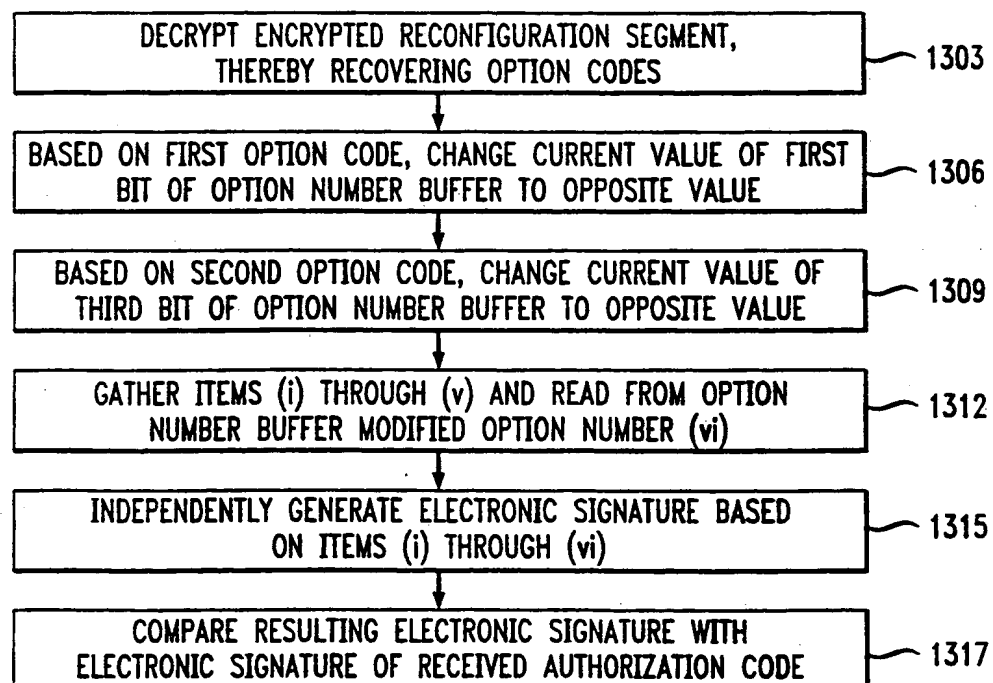 DECRYPT ENCRYPTED RECONFIGURATION SEGMENT,
THEREBY RECOVERING OPTION CODES
1303
BASED ON FIRST OPTION CODE, CHANGE CURRENT VALUE OF FIRST
BIT OF OPTION NUMBER BUFFER TO OPPOSITE VALUE
1306
BASED ON SECOND OPTION CODE, CHANGE CURRENT VALUE OF
THIRD BIT OF OPTION NUMBER BUFFER TO OPPOSITE VALUE
1309
GATHER ITEMS (i) THROUGH (v) AND READ FROM OPTION
NUMBER BUFFER MODIFIED OPTION NUMBER (vi)
1312
INDEPENDENTLY GENERATE ELECTRONIC SIGNATURE BASED
ON ITEMS (i) THROUGH (vi)
1315
COMPARE RESULTING ELECTRONIC SIGNATURE WITH
ELECTRONIC SIGNATURE OF RECEIVED AUTHORIZATION CODE
1317